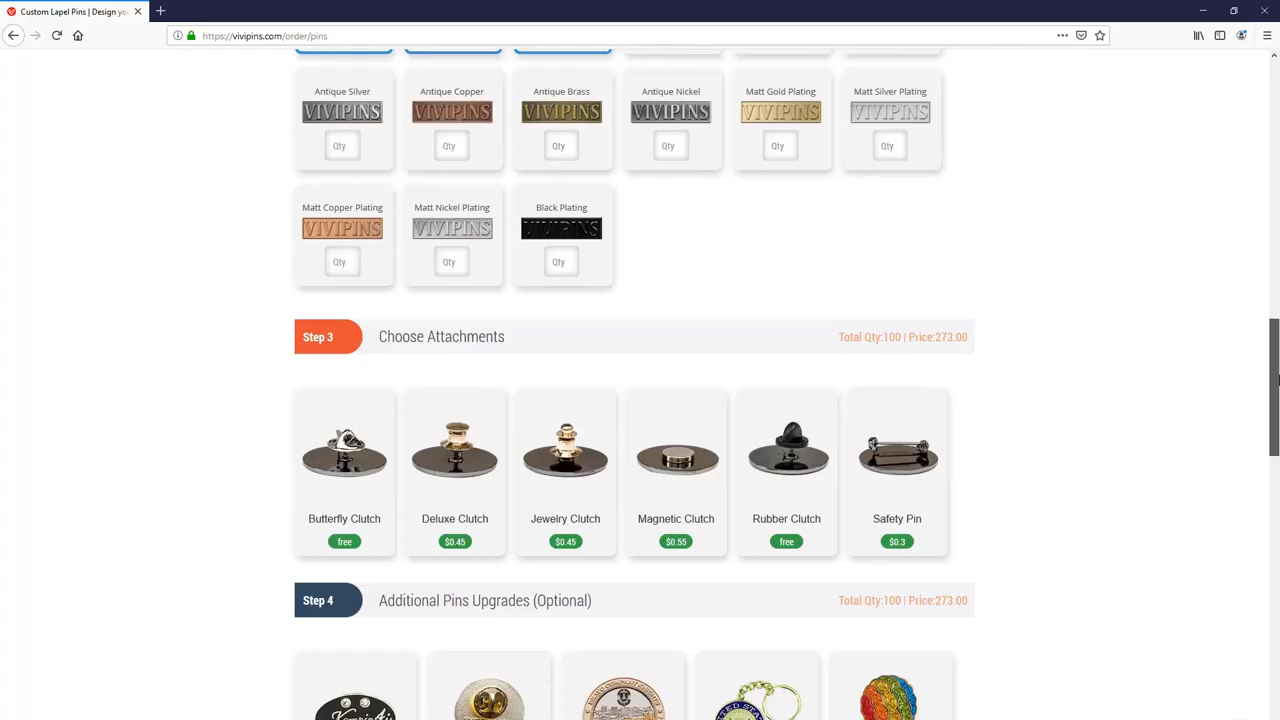 Custom Lapel Pins | Design yo
https://vivipins.com/order/pins
Antique Silver
Antique Copper
Antique Brass
Antique Nickel
Matt Gold Plating
Matt Silver Plating
VIVIPINS
VIVIPINS
VIVIPINS
VIVIPINS
VIVIPINS
VIVIPINS
Qty
Qty
Qty
Qty
Qty
Qty
Matt Copper Plating
Matt Nickel Plating
Black Plating
VIVIPINS
VIVIPINS
VIVIPINS
Qty
Qty
Qty
Step 3
Choose Attachments
Total Qty:100 | Price:273.00
Butterfly Clutch
Deluxe Clutch
Jewelry Clutch
Magnetic Clutch
Rubber Clutch
Safety Pin
free
$0.45
$0.45
$0.55
free
$0.3
Step 4
Additional Pins Upgrades (Optional)
Total Qty:100 | Price:273.00